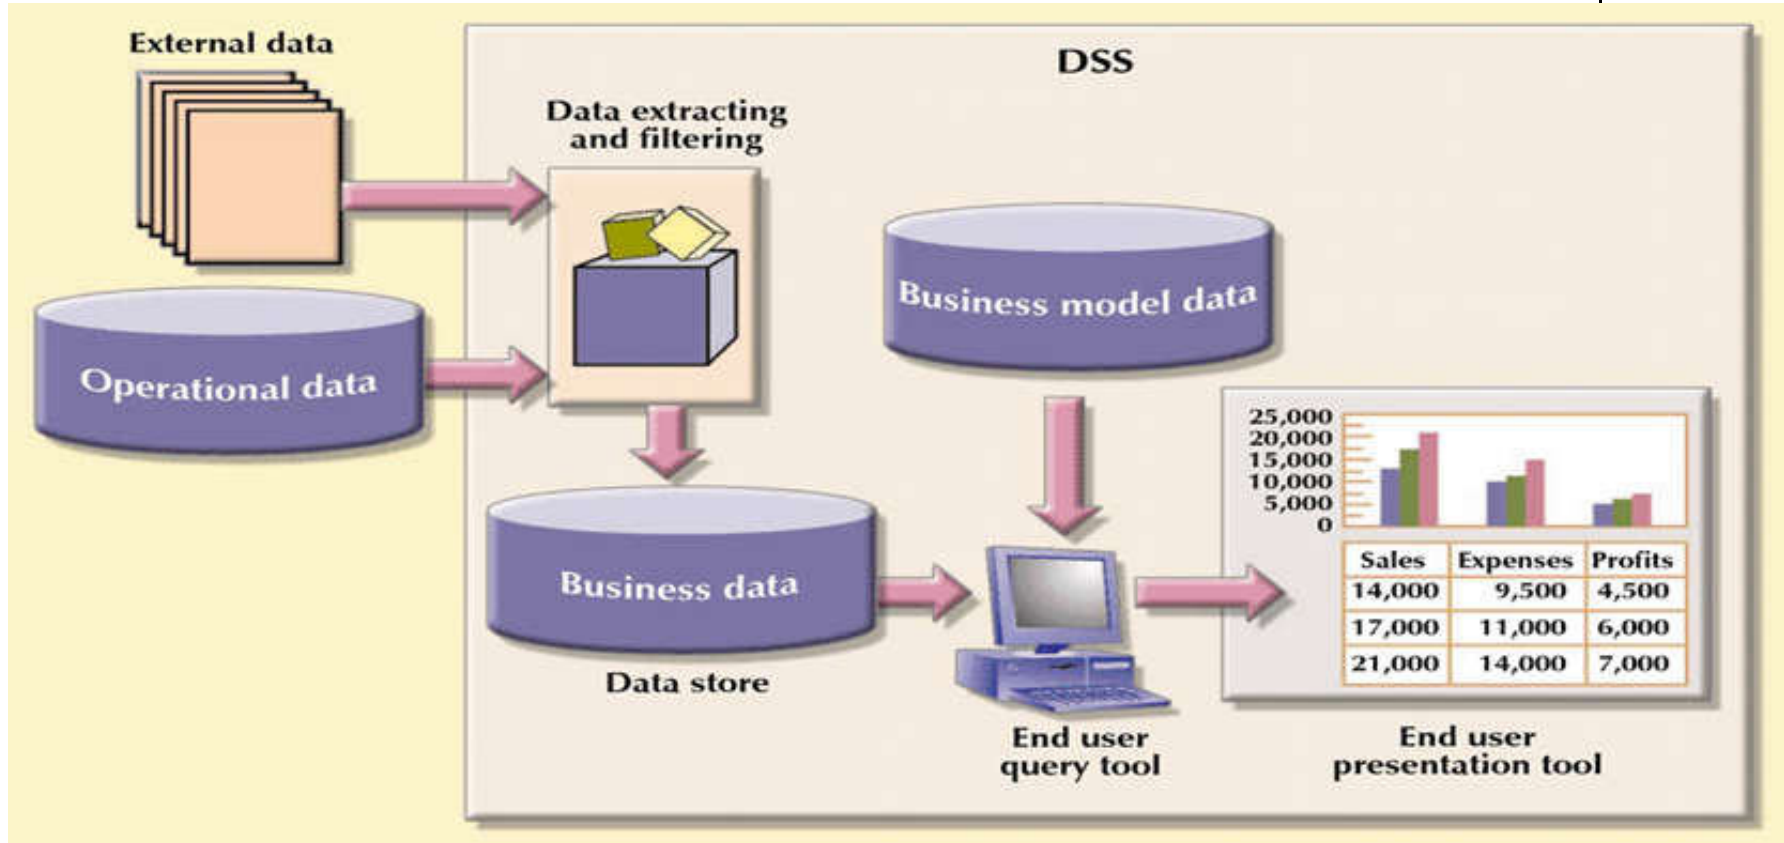 External data
DSS
Data extracting
and filtering
Business model data
Operational data
25,000
20,000
15,000
10,000
5,000
0
Sales Expenses Profits
14,000 9,500 4,500
17,000 11,000 6,000
21,000 14,000 7,000
Business data
Data store
End user
query tool
End user
presentation tool